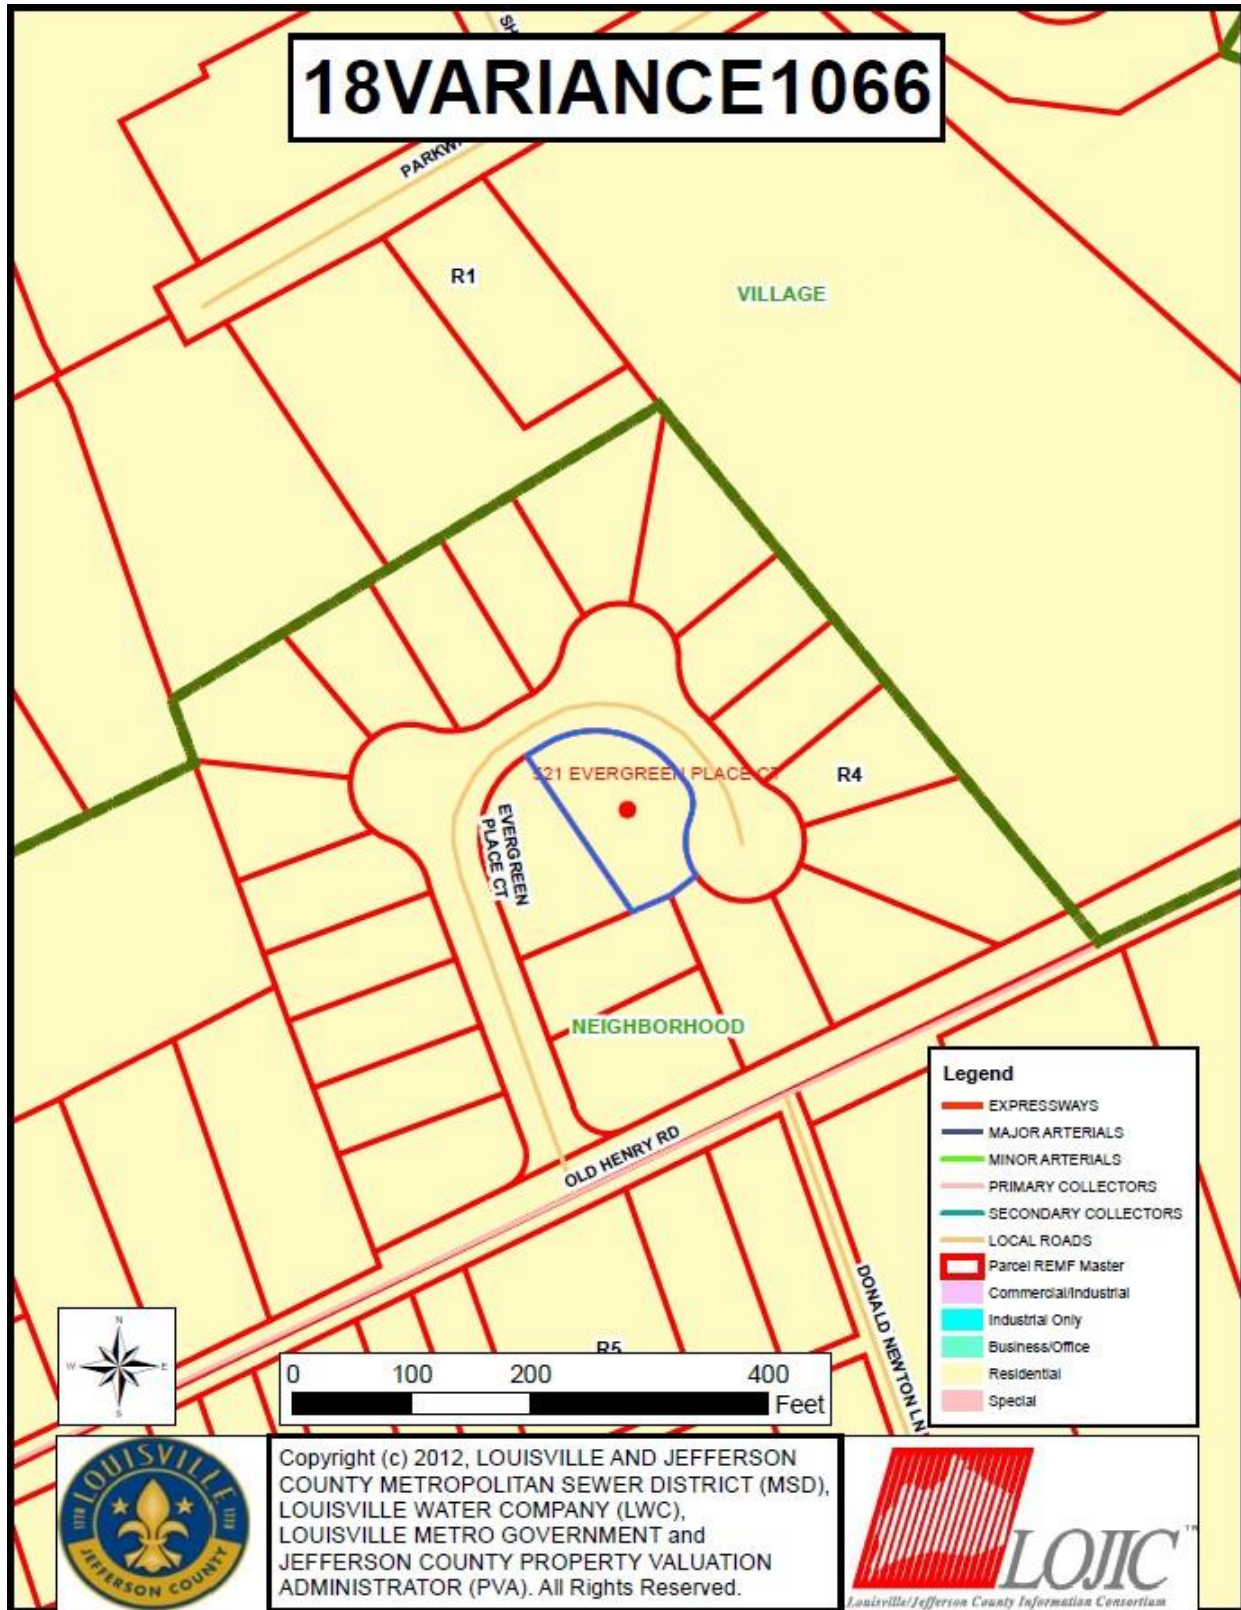 SH
18VARIANCE1066
PARKW
R1
VILLAGE
521 EVERGREEN PLACE CT
R4
EVERGREEN
PLACE CT
NEIGHBORHOOD
OLD HENRY RD
DONALD NEWTON LN
R5
Legend
EXPRESSWAYS
MAJOR ARTERIALS
MINOR ARTERIALS
PRIMARY COLLECTORS
SECONDARY COLLECTORS
LOCAL ROADS
Parcel REMF Master
Commercial/Industrial
Industrial Only
Business/Office
Residential
Special
N
W E
S
0 100 200 400
Feet
LOUISVILLE
1778 1778
JEFFERSON COUNTY
Copyright (c) 2012, LOUISVILLE AND JEFFERSON
COUNTY METROPOLITAN SEWER DISTRICT (MSD),
LOUISVILLE WATER COMPANY (LWC),
LOUISVILLE METRO GOVERNMENT and
JEFFERSON COUNTY PROPERTY VALUATION
ADMINISTRATOR (PVA). All Rights Reserved.
LOJIC™
Louisville/Jefferson County Information Consortium